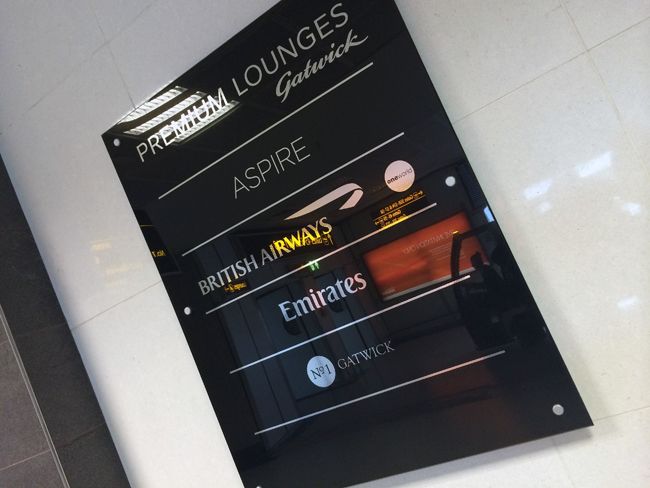 PREMIUM LOUNGES
Gatwick
ASPIRE
oneworld
BRITISH AIRWAYS
Emirates
No1 GATWICK